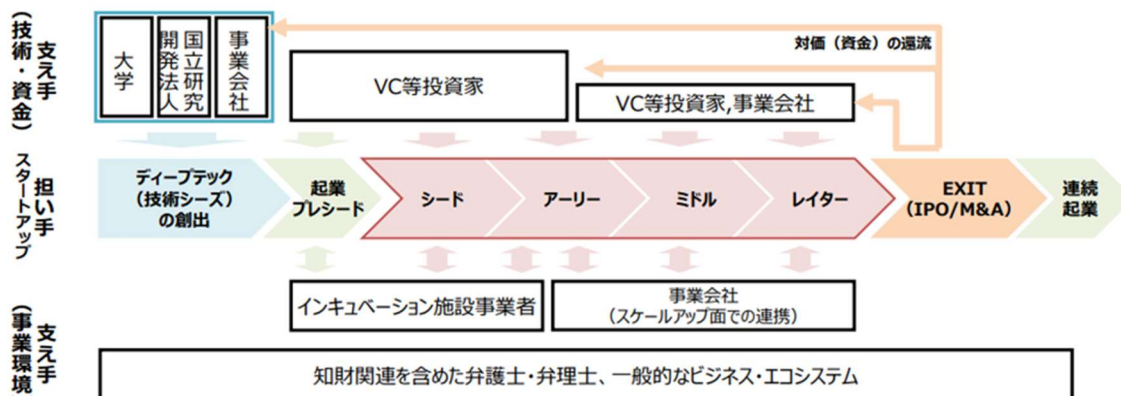 支え手
(技術・資金)
大学
国立研究
開発法人
事業会社
対価（資金）の還流
VC等投資家
VC等投資家,事業会社
担い手
スタートアップ
ディープテック
（技術シーズ）
の創出
起業
プレシード
シード
アーリー
ミドル
レイター
EXIT
（IPO/M&A）
連続
起業
支え手
(事業環境
インキュベーション施設事業者
事業会社
（スケールアップ面での連携）
知財関連を含めた弁護士・弁理士、一般的なビジネス・エコシステム